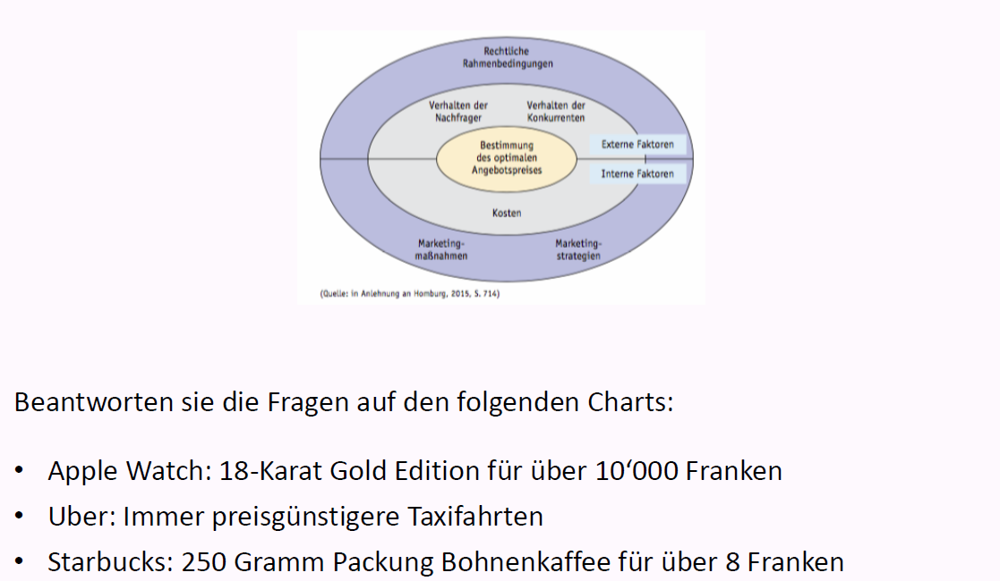 Rechtliche
Rahmenbedingungen
Verhalten der
Nachfrager
Verhalten der
Konkurrenten
Bestimmung
des optimalen
Angebotspreises
Externe Faktoren
Interne Faktoren
Kosten
Marketing-
maßnahmen
Marketing-
strategien
(Quelle: in Anlehnung an Homburg, 2015, S. 714)
Beantworten sie die Fragen auf den folgenden Charts:
• Apple Watch: 18-Karat Gold Edition für über 10‘000 Franken
• Uber: Immer preisgünstigere Taxifahrten
• Starbucks: 250 Gramm Packung Bohnenkaffee für über 8 Franken